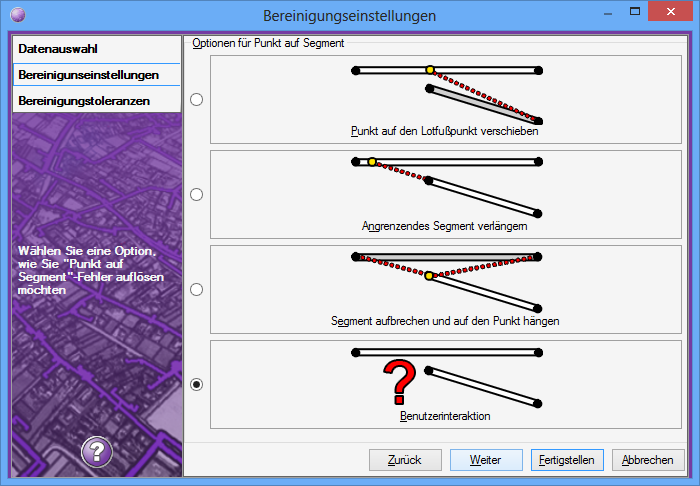 Bereinigungseinstellungen
Datenauswahl
Bereinigunseinstellungen
Bereinigungstoleranzen
Wählen Sie eine Option,
wie Sie "Punkt auf
Segment"-Fehler auflösen
möchten
?
Optionen für Punkt auf Segment
Punkt auf den Lotfußpunkt verschieben
Angrenzendes Segment verlängern
Segment aufbrechen und auf den Punkt hängen
?
Benutzerinteraktion
Zurück
Weiter
Fertigstellen
Abbrechen